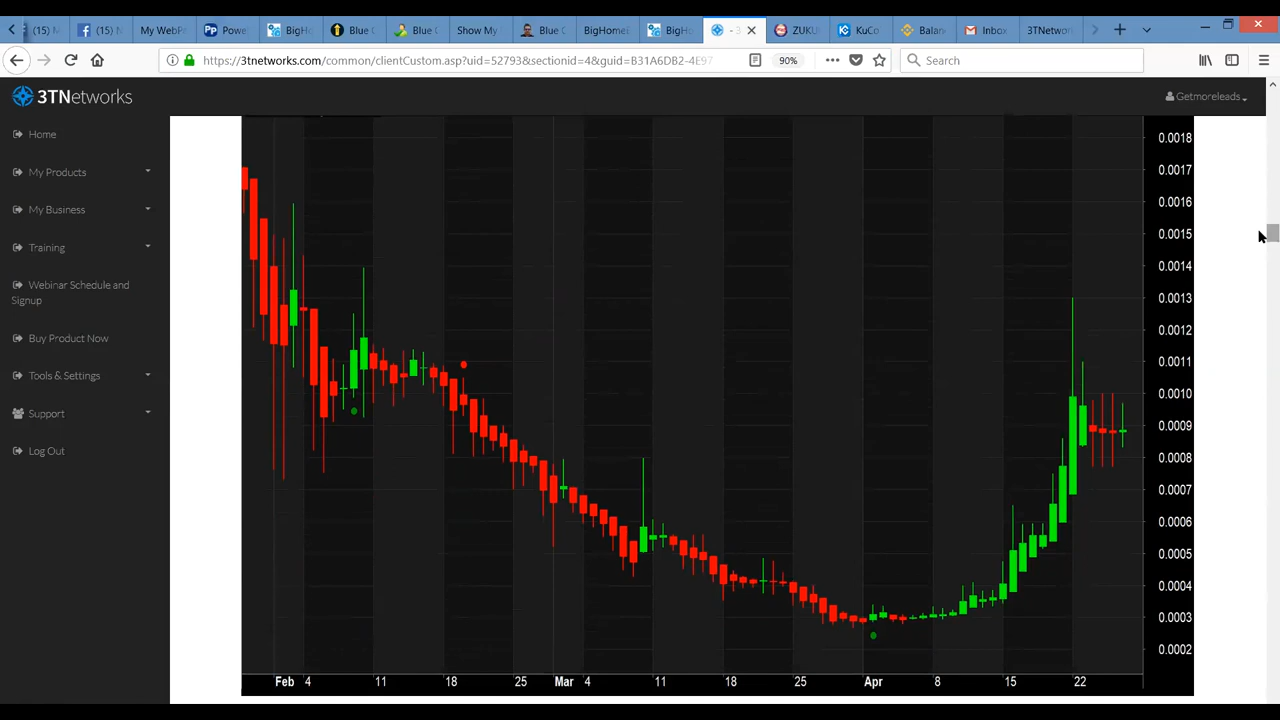 (15) M
(15) N
My WebP
Power
BigH
Blue C
Blue C
Show My
Blue C
BigHome
BigHo
- 3
ZUKU
KuCo
Balan
Inbox
3TNetwor
https://3tnetworks.com/common/clientCustom.asp?uid=52793&sectionId=4&guid=B31A6DB2-4E97
90%
Search
3TNetworks
Getmoreleads
Home
My Products
My Business
Training
Webinar Schedule and
Signup
Buy Product Now
Tools & Settings
Support
Log Out
0.0018
0.0017
0.0016
0.0015
0.0014
0.0013
0.0012
0.0011
0.0010
0.0009
0.0008
0.0007
0.0006
0.0005
0.0004
0.0003
0.0002
Feb 4 11 18 25 Mar 4 11 18 25 Apr 8 15 22